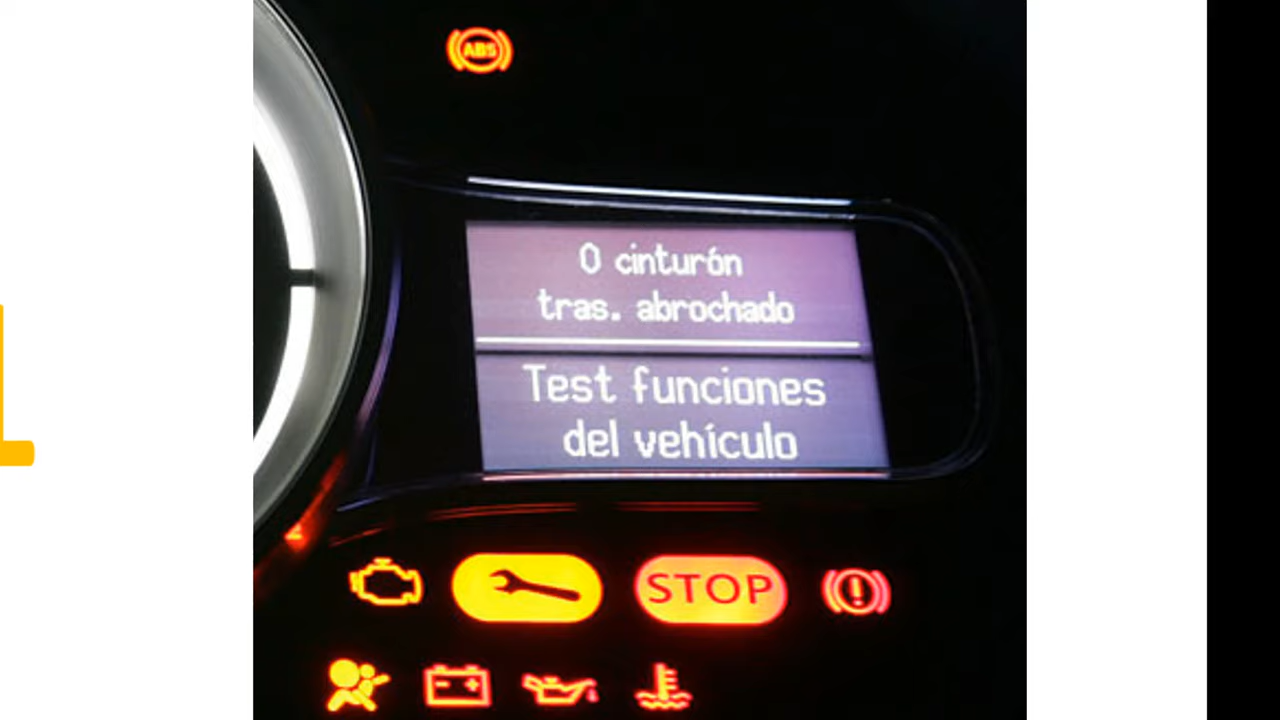 ABS
0 cinturón
tras. abrochado
Test funciones
del vehículo
STOP